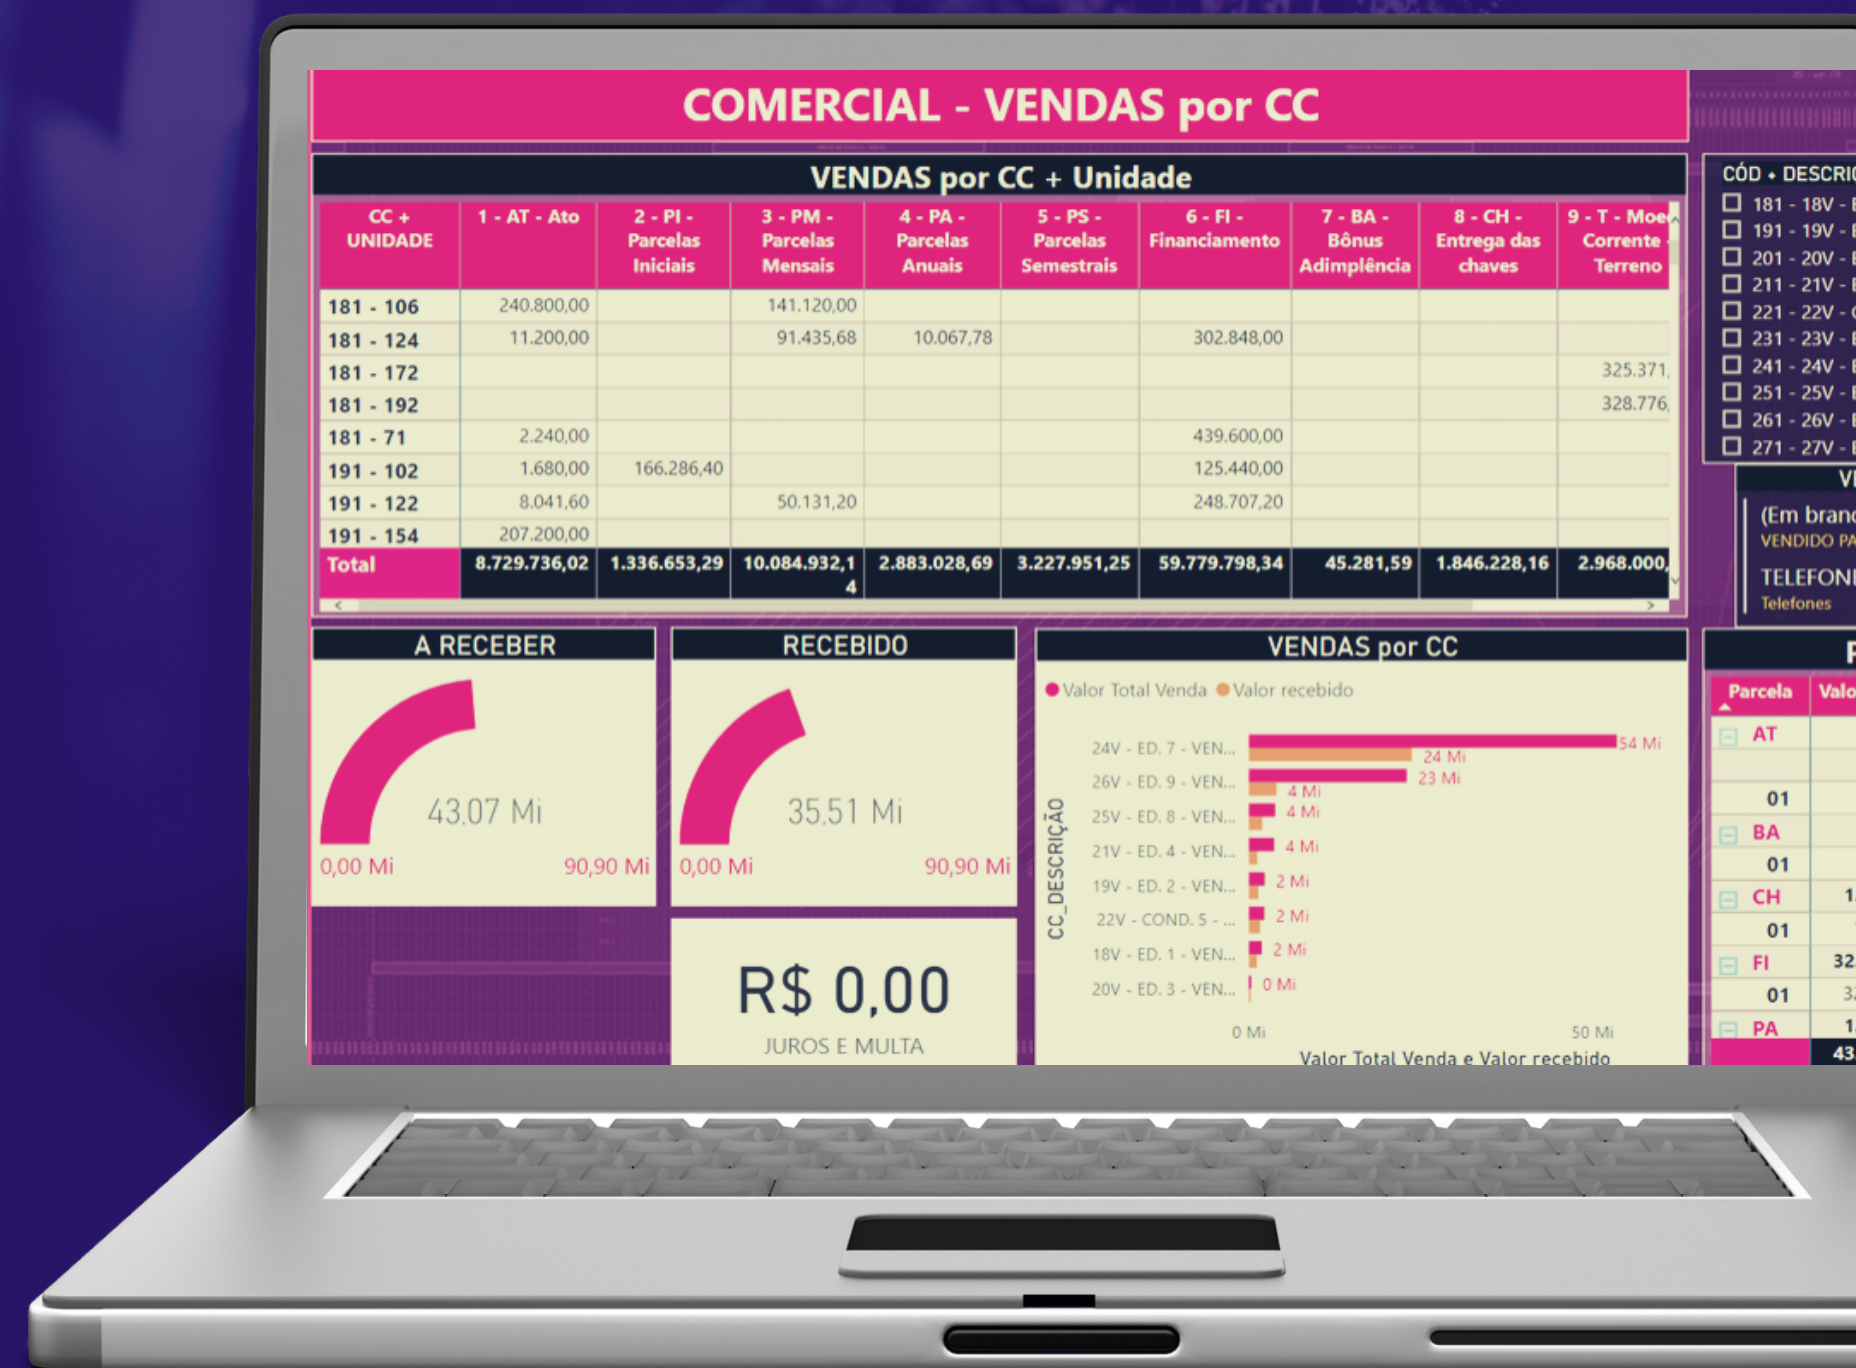 COMERCIAL - VENDAS por CC
VENDAS por CC + Unidade
CC + UNIDADE 1 - AT - Ato 2 - PI - Parcelas Iniciais 3 - PM - Parcelas Mensais 4 - PA - Parcelas Anuais 5 - PS - Parcelas Semestrais 6 - FI - Financiamento 7 - BA - Bônus Adimplência 8 - CH - Entrega das chaves 9 - T - Corrente - Terreno
181 - 106 240.800,00 141.120,00
181 - 124 11.200,00 91.435,68 10.067,78 302.848,00
181 - 172 325.371,
181 - 192 328.776,
181 - 71 2.240,00 439.600,00
191 - 102 1.680,00 166.286,40 125.440,00
191 - 122 8.041,60 50.131,20 248.707,20
191 - 154 207.200,00
Total 8.729.736,02 1.336.653,29 10.084.932,14 2.883.028,69 3.227.951,25 59.779.798,34 45.281,59 1.846.228,16 2.968.000,
CÓD + DESCRI
181 - 18V - E
191 - 19V - E
201 - 20V - E
211 - 21V - E
221 - 22V - C
231 - 23V - E
241 - 24V - E
251 - 25V - E
261 - 26V - E
271 - 27V - E
VE
(Em branc
VENDIDO PA
TELEFONE
Telefones
A RECEBER
43,07 Mi
0,00 Mi 90,90 Mi
RECEBIDO
35,51 Mi
0,00 Mi 90,90 Mi
R$ 0,00
JUROS E MULTA
VENDAS por CC
Valor Total Venda Valor recebido
CC_DESCRIÇÃO
24V - ED. 7 - VEN... 54 Mi
24 Mi
26V - ED. 9 - VEN... 23 Mi
4 Mi
25V - ED. 8 - VEN... 4 Mi
21V - ED. 4 - VEN... 4 Mi
19V - ED. 2 - VEN... 2 Mi
22V - COND. 5 - ... 2 Mi
18V - ED. 1 - VEN... 2 Mi
20V - ED. 3 - VEN... 0 Mi
0 Mi 50 Mi
Valor Total Venda e Valor recebido
P
Parcela Valo
AT
01
BA
01
CH 1.
01
FI 32.
01 32
PA 1.
43.